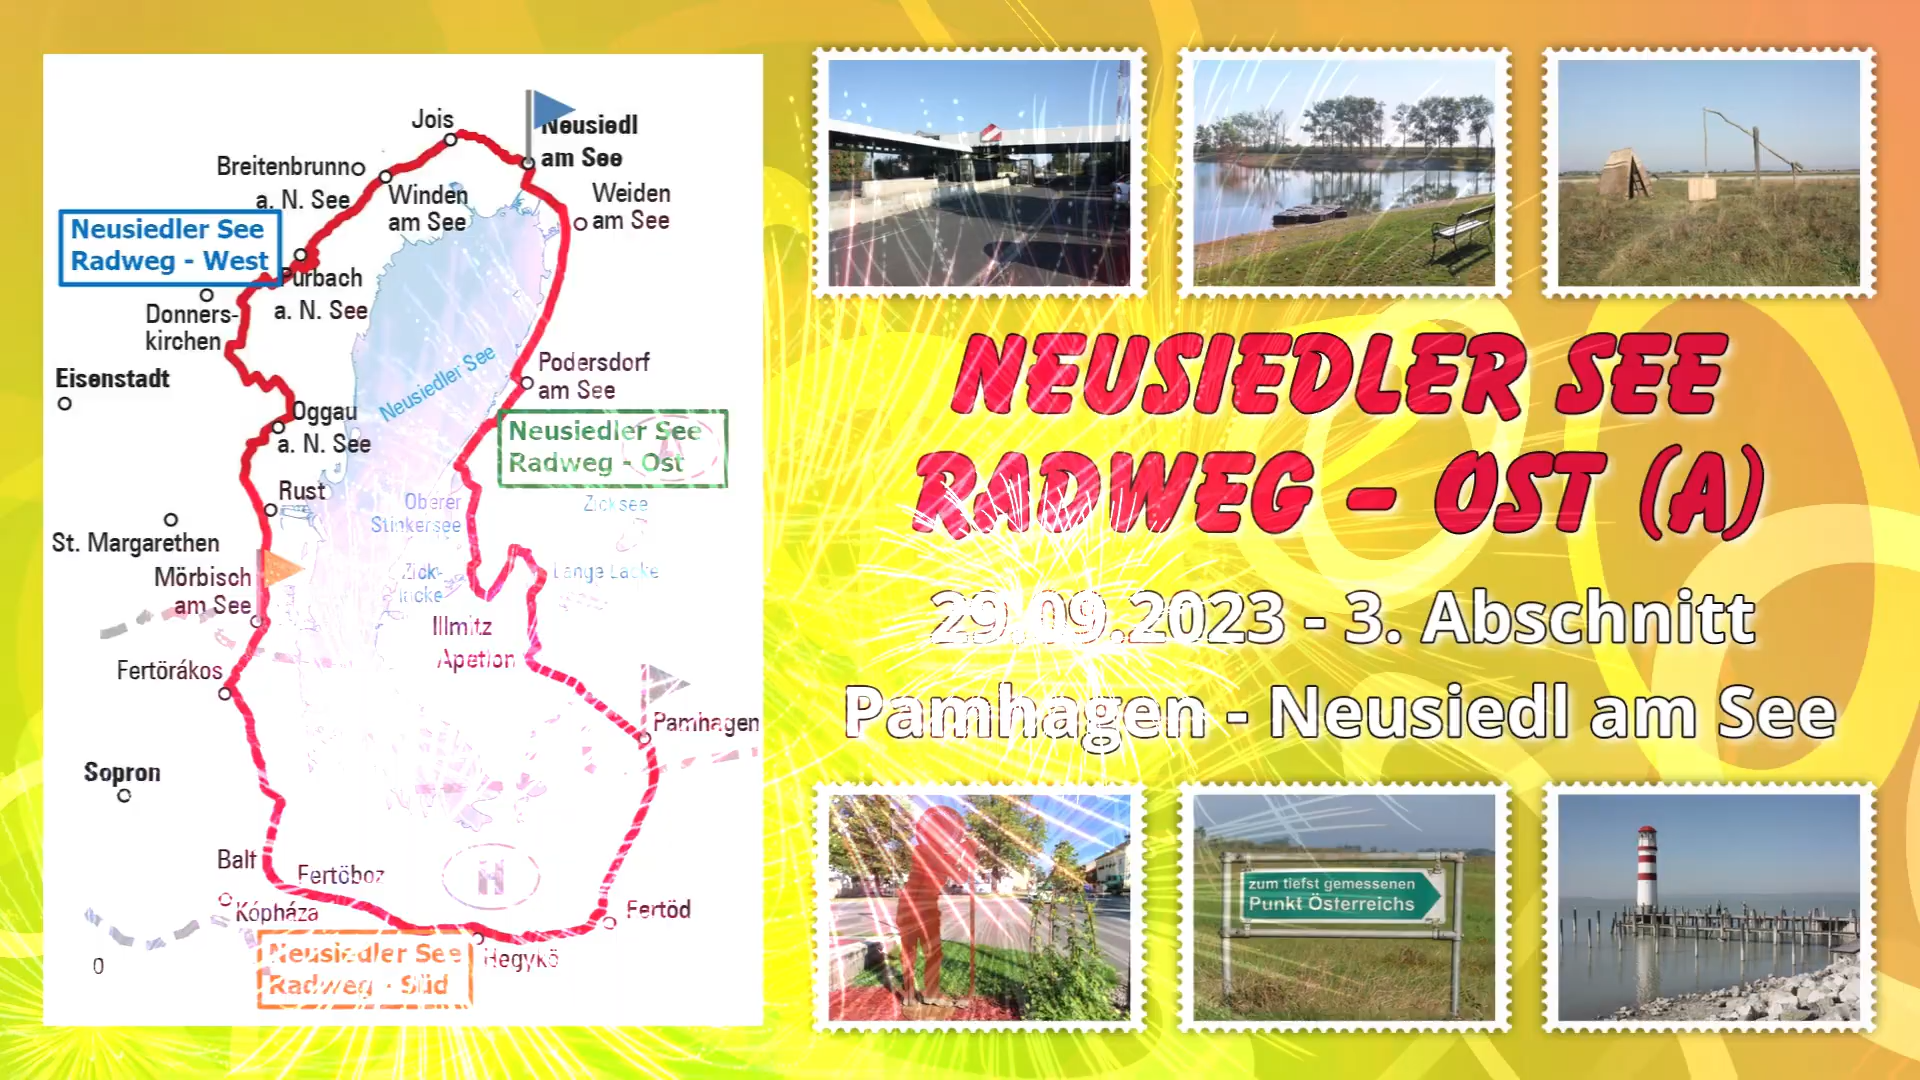 Jois
Neusiedl
am See
Breitenbrunn
a. N. See
Winden
am See
Weiden
am See
Neusiedler See
Radweg - West
Purbach
a. N. See
Donners-
kirchen
Neusiedler See
Podersdorf
am See
Eisenstadt
Oggau
a. N. See
Neusiedler See
Radweg - Ost
A
Rust
Oberer
Stinkersee
Zicksee
St. Margarethen
Mörbisch
am See
Zick-
lacke
Lange Lacke
Illmitz
Apetlon
Fertörákos
Pamhagen
Sopron
Balf
Fertöboz
H
Kópháza
Fertöd
Hegykö
Neusiedler See
Radweg - Süd
0
NEUSIEDLER SEE
RADWEG - OST (A)
29.09.2023 - 3. Abschnitt
Pamhagen - Neusiedl am See
zum tiefst gemessenen
Punkt Österreichs